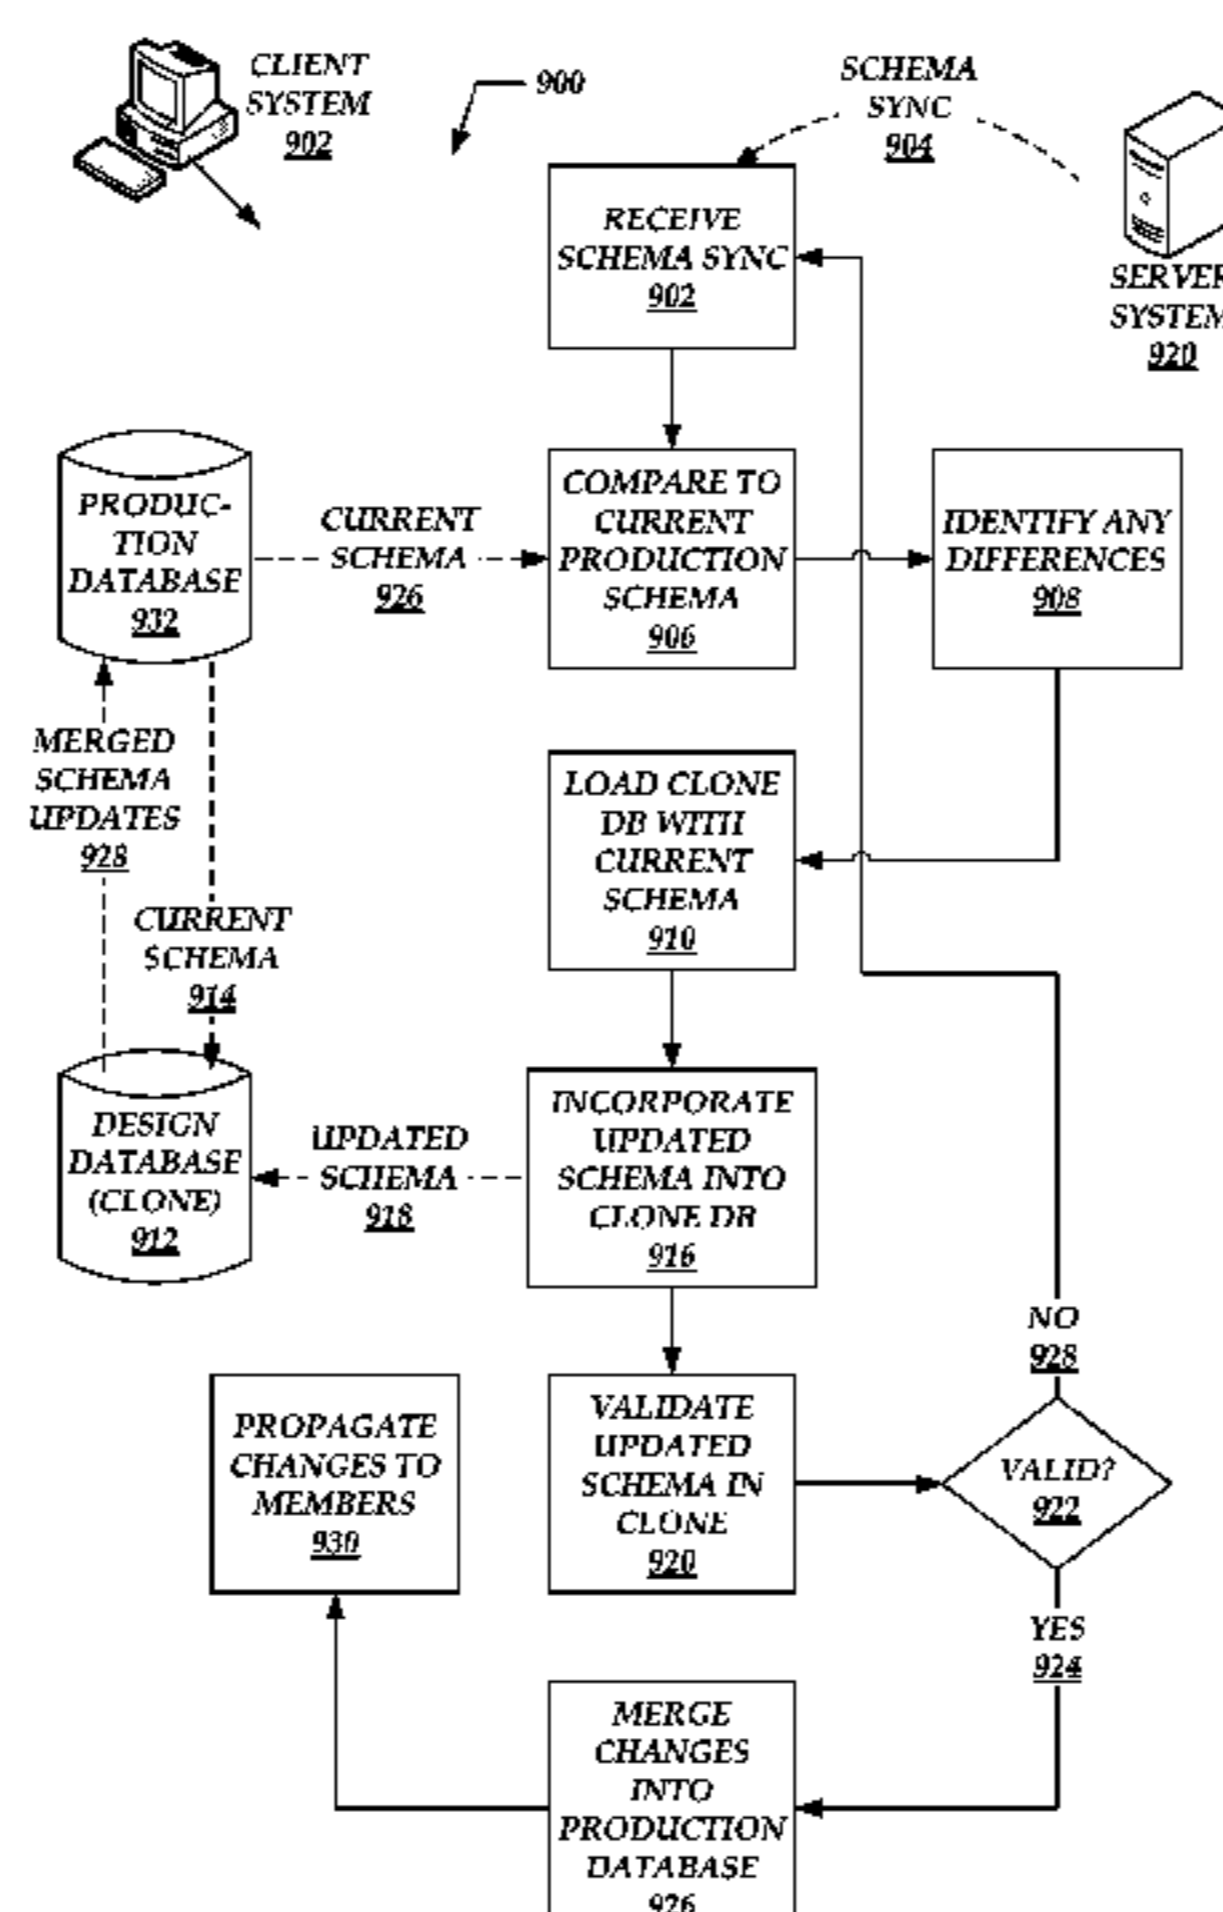 CLIENT
SYSTEM
902
900
SCHEMA
SYNC
904
RECEIVE
SCHEMA SYNC
902
SERVER
SYSTEM
920
PRODUC-
TION
DATABASE
932
CURRENT
SCHEMA
926
COMPARE TO
CURRENT
PRODUCTION
SCHEMA
906
IDENTIFY ANY
DIFFERENCES
908
MERGED
SCHEMA
UPDATES
928
LOAD CLONE
DB WITH
CURRENT
SCHEMA
910
CURRENT
SCHEMA
914
DESIGN
DATABASE
(CLONE)
912
UPDATED
SCHEMA
918
INCORPORATE
UPDATED
SCHEMA INTO
CLONE DB
916
NO
928
PROPAGATE
CHANGES TO
MEMBERS
930
VALIDATE
UPDATED
SCHEMA IN
CLONE
920
VALID?
922
YES
924
MERGE
CHANGES
INTO
PRODUCTION
DATABASE
926